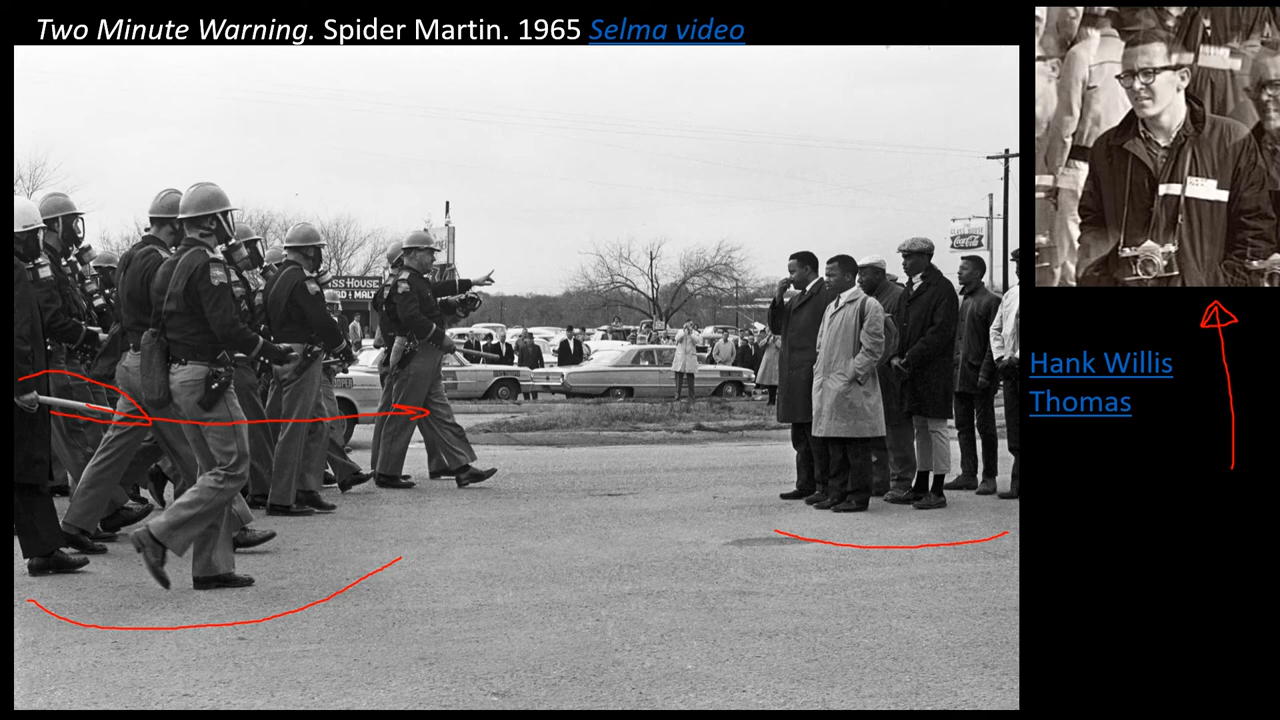 Two Minute Warning. Spider Martin. 1965 Selma video
Hank Willis
Thomas
Coca-Cola